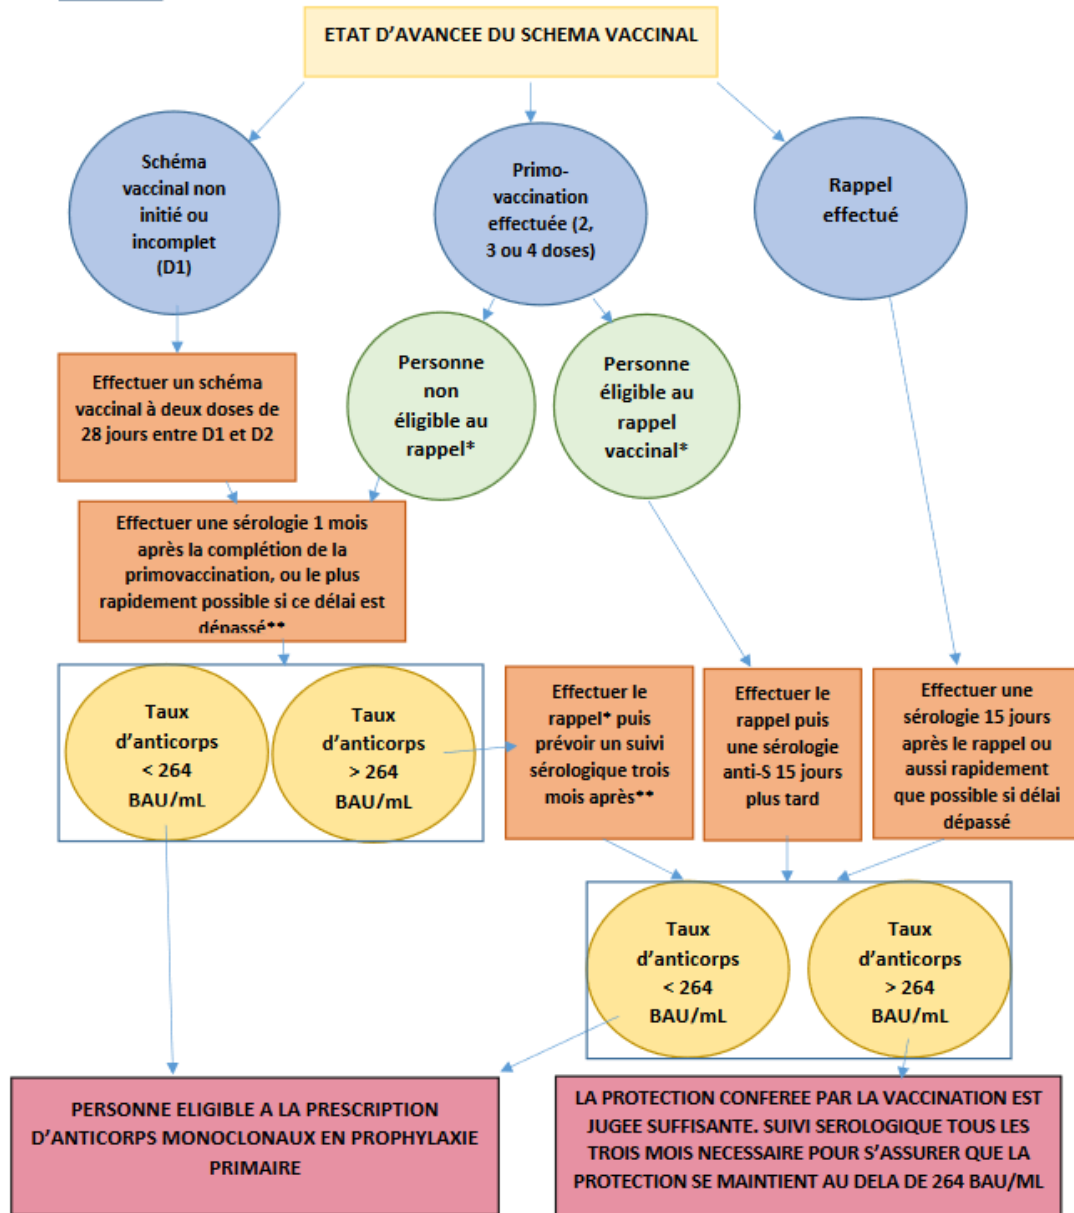 ETAT D'AVANCEE DU SCHEMA VACCINAL
Schéma
vaccinal non
initié ou
incomplet
(D1)
Primo-
vaccination
effectuée (2,
3 ou 4 doses)
Rappel
effectué
Effectuer un schéma
vaccinal à deux doses de
28 jours entre D1 et D2
Personne
non
éligible au
rappel*
Personne
éligible au
rappel
vaccinal*
Effectuer une sérologie 1 mois
après la complétion de la
primovaccination, ou le plus
rapidement possible si ce délai est
dépassé**
Taux
d'anticorps
< 264
BAU/mL
Taux
d'anticorps
> 264
BAU/mL
Effectuer le
rappel* puis
prévoir un suivi
sérologique trois
mois après**
Effectuer le
rappel puis
une sérologie
anti-S 15 jours
plus tard
Effectuer une
sérologie 15 jours
après le rappel ou
aussi rapidement
que possible si délai
dépassé
Taux
d'anticorps
< 264
BAU/mL
Taux
d'anticorps
> 264
BAU/mL
PERSONNE ELIGIBLE A LA PRESCRIPTION
D'ANTICORPS MONOCLONAUX EN PROPHYLAXIE
PRIMAIRE
LA PROTECTION CONFEREE PAR LA VACCINATION EST
JUGEE SUFFISANTE. SUIVI SEROLOGIQUE TOUS LES
TROIS MOIS NECESSAIRE POUR S'ASSURER QUE LA
PROTECTION SE MAINTIENT AU DELA DE 264 BAU/ML